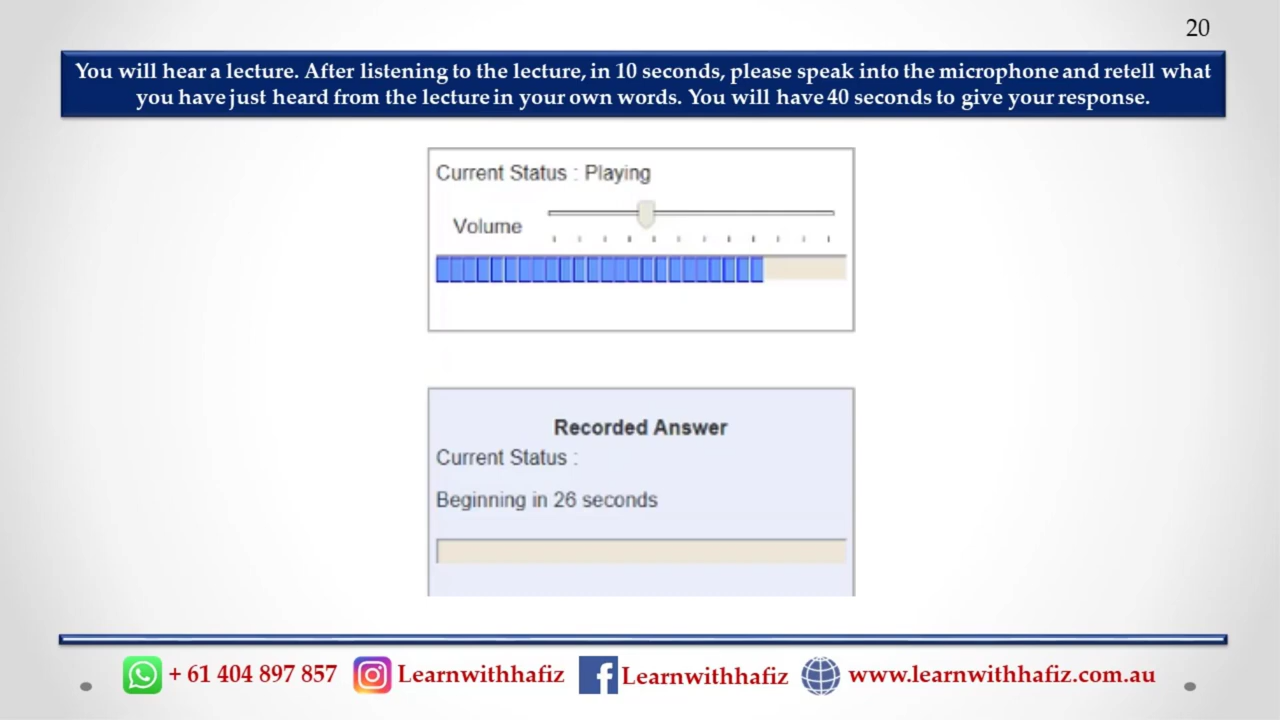 20
You will hear a lecture. After listening to the lecture, in 10 seconds, please speak into the microphone and retell what
you have just heard from the lecture in your own words. You will have 40 seconds to give your response.
Current Status : Playing
Volume
Recorded Answer
Current Status :
Beginning in 26 seconds
+ 61 404 897 857 Learnwithhafiz Learnwithhafiz www.learnwithhafiz.com.au